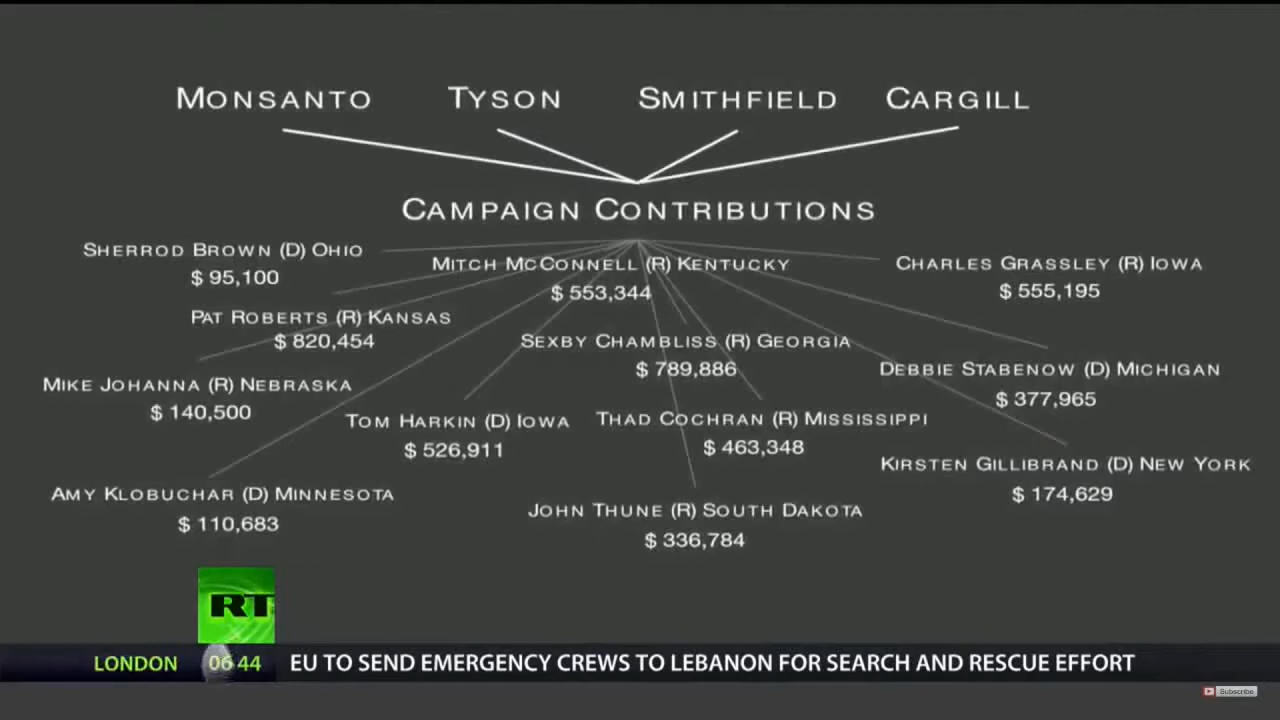 MONSANTO TYSON SMITHFIELD CARGILL
CAMPAIGN CONTRIBUTIONS
SHERROD BROWN (D) OHIO
$ 95,100
MITCH MCCONNELL (R) KENTUCKY
$ 553,344
CHARLES GRASSLEY (R) IOWA
$ 555,195
PAT ROBERTS (R) KANSAS
$ 820,454
SEXBY CHAMBLISS (R) GEORGIA
$ 789,886
DEBBIE STABENOW (D) MICHIGAN
$ 377,965
MIKE JOHANNA (R) NEBRASKA
$ 140,500
TOM HARKIN (D) IOWA
$ 526,911
THAD COCHRAN (R) MISSISSIPPI
$ 463,348
KIRSTEN GILLIBRAND (D) NEW YORK
$ 174,629
AMY KLOBUCHAR (D) MINNESOTA
$ 110,683
JOHN THUNE (R) SOUTH DAKOTA
$ 336,784
RT
LONDON 06 44 EU TO SEND EMERGENCY CREWS TO LEBANON FOR SEARCH AND RESCUE EFFORT
Subscribe